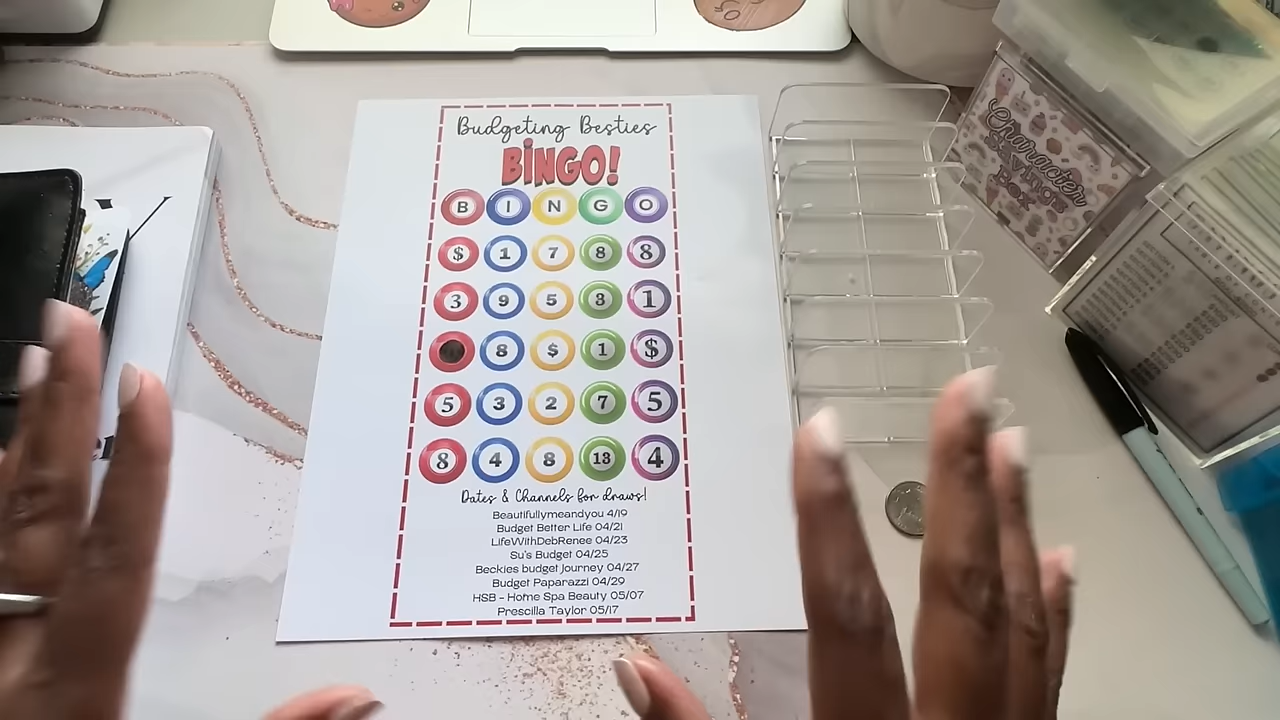 Budgeting Besties
BINGO!
B I N G O
$ 1 7 8 8
3 9 5 3 1
8 $ 1 $
5 3 2 7 5
8 4 8 13 4
Dates & Channels for draws!
Beautifullymeandyou 4/19
Budget Better Life 04/21
LifeWithDebRenee 04/23
Su's Budget 04/25
Beckies budget Journey 04/27
Budget Paparazzi 04/29
HSB - Home Spa Beauty 05/07
Prescilla Taylor 05/17
Character
Savings
Box